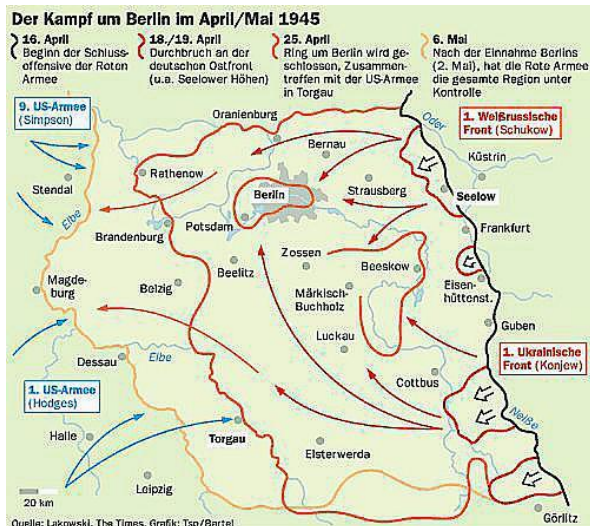 Der Kampf um Berlin im April/Mai 1945
16. April
Beginn der Schluss-
offensive der Roten
Armee
18./19. April
Durchbruch an der
deutschen Ostfront
(u.a. Seelower Höhen)
25. April
Ring um Berlin wird ge-
schlossen, Zusammen-
treffen mit der US-Armee
in Torgau
6. Mai
Nach der Einnahme Berlins
(2. Mai), hat die Rote Armee
die gesamte Region unter
Kontrolle
9. US-Armee
(Simpson)
Oranienburg
Oder
1. Weißrussische
Front (Schukow)
Bernau
Küstrin
Stendal
Rathenow
Berlin
Strausberg
Seelow
Elbe
Potsdam
Frankfurt
Brandenburg
Zossen
Beelitz
Beeskow
Magde-
burg
Belzig
Märkisch-
Buchholz
Eisen-
hüttenst.
Luckau
Guben
Dessau
Elbe
1. Ukrainische
Front (Konjew)
Cottbus
1. US-Armee
(Hodges)
Neiße
Halle
Torgau
Elsterwerda
Leipzig
20 km
Görlitz
Quelle: Lakowski, The Times, Grafik: Tsp/Bartel